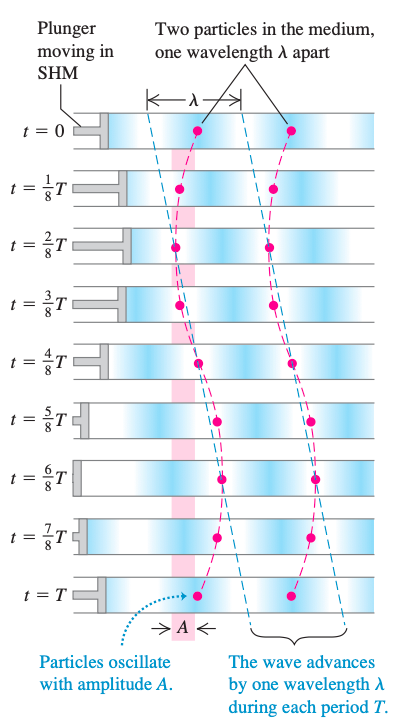 Plunger
moving in
SHM
Two particles in the medium,
one wavelength λ apart
λ
t = 0
t = 1/8 T
t = 2/8 T
t = 3/8 T
t = 4/8 T
t = 5/8 T
t = 6/8 T
t = 7/8 T
t = T
A
Particles oscillate
with amplitude A.
The wave advances
by one wavelength λ
during each period T.